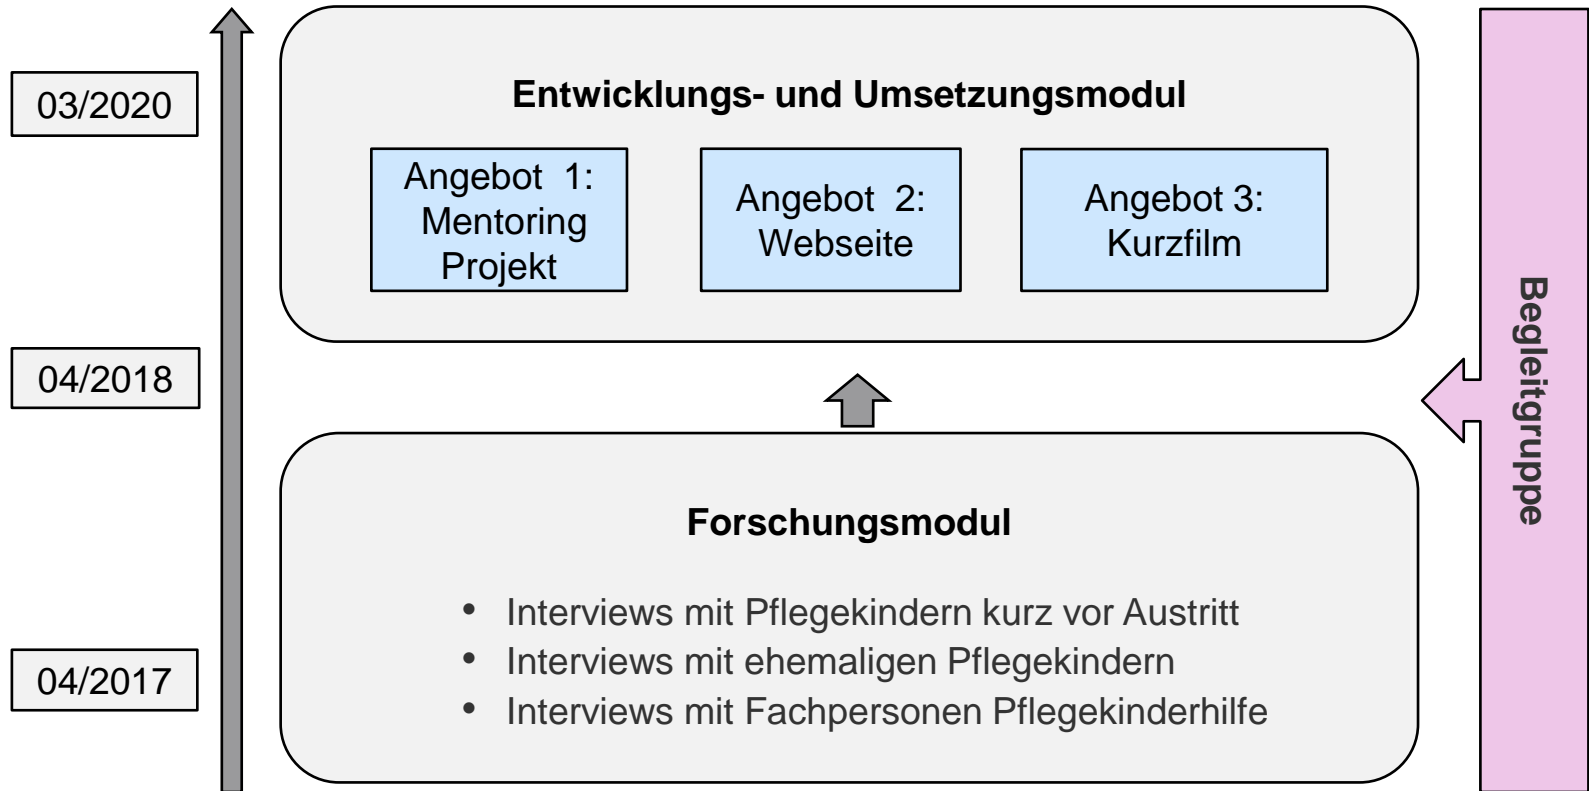 03/2020
Entwicklungs- und Umsetzungsmodul
Angebot 1:
Mentoring
Projekt
Angebot 2:
Webseite
Angebot 3:
Kurzfilm
04/2018
Begleitgruppe
Forschungsmodul
• Interviews mit Pflegekindern kurz vor Austritt
• Interviews mit ehemaligen Pflegekindern
• Interviews mit Fachpersonen Pflegekinderhilfe
04/2017